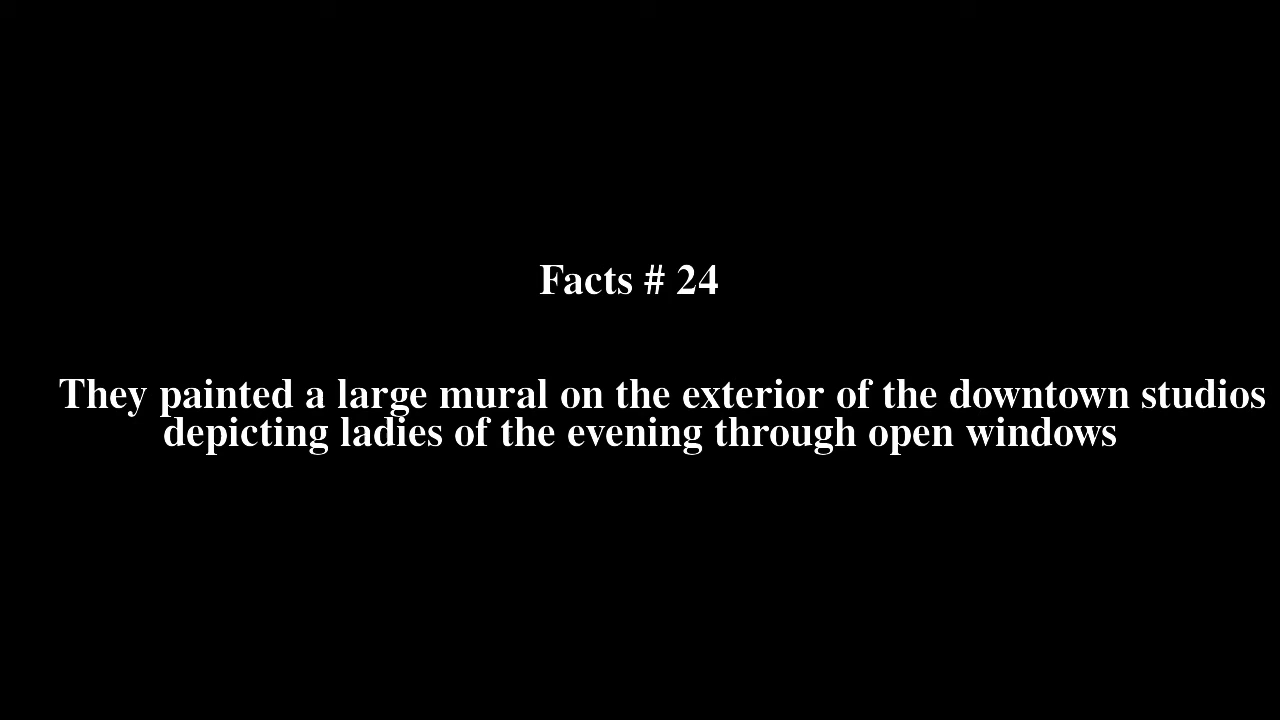 Facts # 24
They painted a large mural on the exterior of the downtown studios
depicting ladies of the evening through open windows